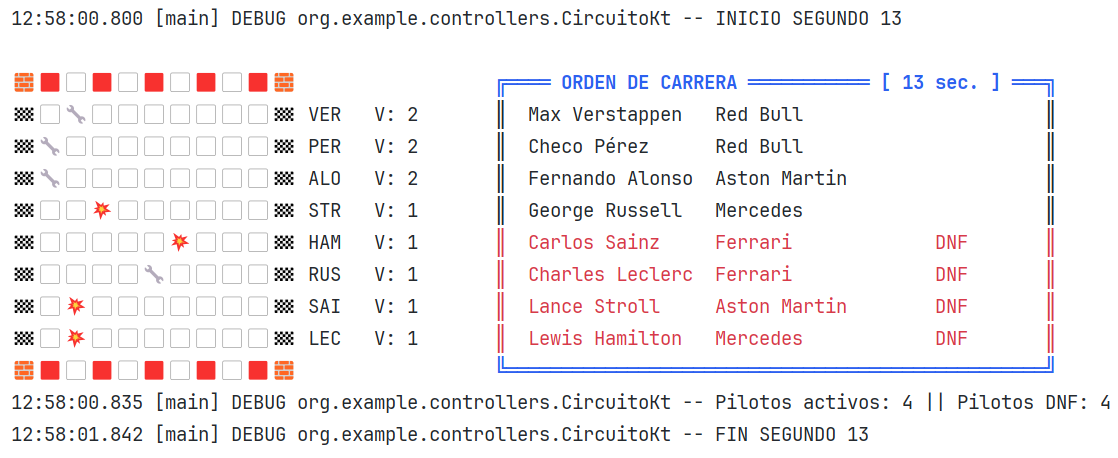 12:58:00.800 [main] DEBUG org.example.controllers.CircuitoKt -- INICIO SEGUNDO 13
ORDEN DE CARRERA [ 13 sec. ]
VER V: 2 Max Verstappen Red Bull
PER V: 2 Checo Pérez Red Bull
ALO V: 2 Fernando Alonso Aston Martin
STR V: 1 George Russell Mercedes
HAM V: 1 Carlos Sainz Ferrari DNF
RUS V: 1 Charles Leclerc Ferrari DNF
SAI V: 1 Lance Stroll Aston Martin DNF
LEC V: 1 Lewis Hamilton Mercedes DNF
12:58:00.835 [main] DEBUG org.example.controllers.CircuitoKt -- Pilotos activos: 4 || Pilotos DNF: 4
12:58:01.842 [main] DEBUG org.example.controllers.CircuitoKt -- FIN SEGUNDO 13